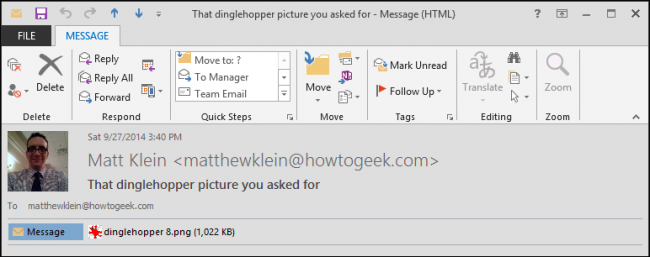 That dinglehopper picture you asked for - Message (HTML)
FILE MESSAGE
Delete
Reply
Reply All
Forward
Move to: ?
To Manager
Team Email
Move
Mark Unread
Follow Up
Translate
Zoom
Delete Respond Quick Steps Move Tags Editing Zoom
Sat 9/27/2014 3:40 PM
Matt Klein <matthewklein@howtogeek.com>
That dinglehopper picture you asked for
To matthewklein@howtogeek.com
Message dinglehopper 8.png (1,022 KB)